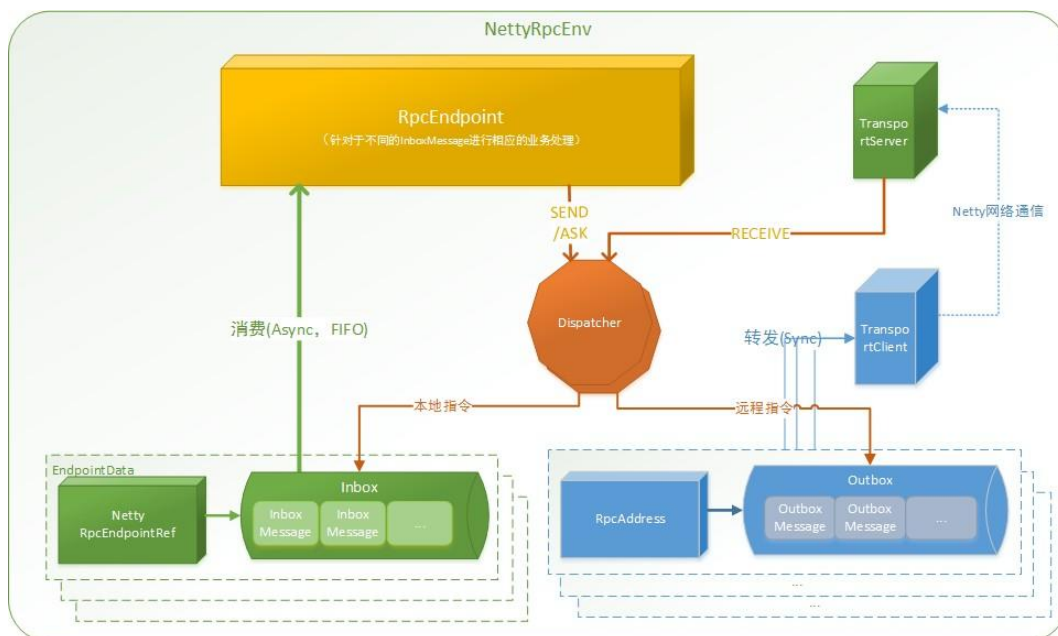 NettyRpcEnv
RpcEndpoint
（针对于不同的InboxMessage进行相应的业务处理）
Transpo
rtServer
SEND
/ASK
RECEIVE
Netty网络通信
Dispatcher
消费(Async，FIFO)
转发(Sync)
Transpo
rtClient
本地指令
远程指令
EndpointData
Netty
RpcEndpointRef
Inbox
Inbox
Message
Inbox
Message
...
RpcAddress
Outbox
Outbox
Message
Outbox
Message
...
...
...